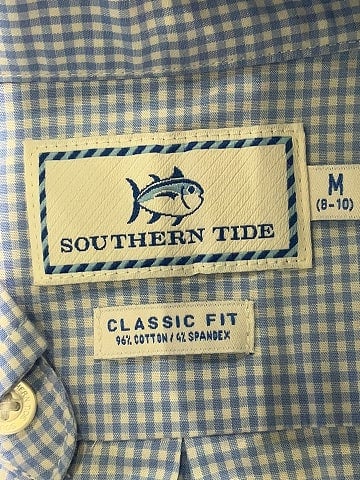 SOUTHERN TIDE
M
(8-10)
CLASSIC FIT
96% COTTON / 4% SPANDEX